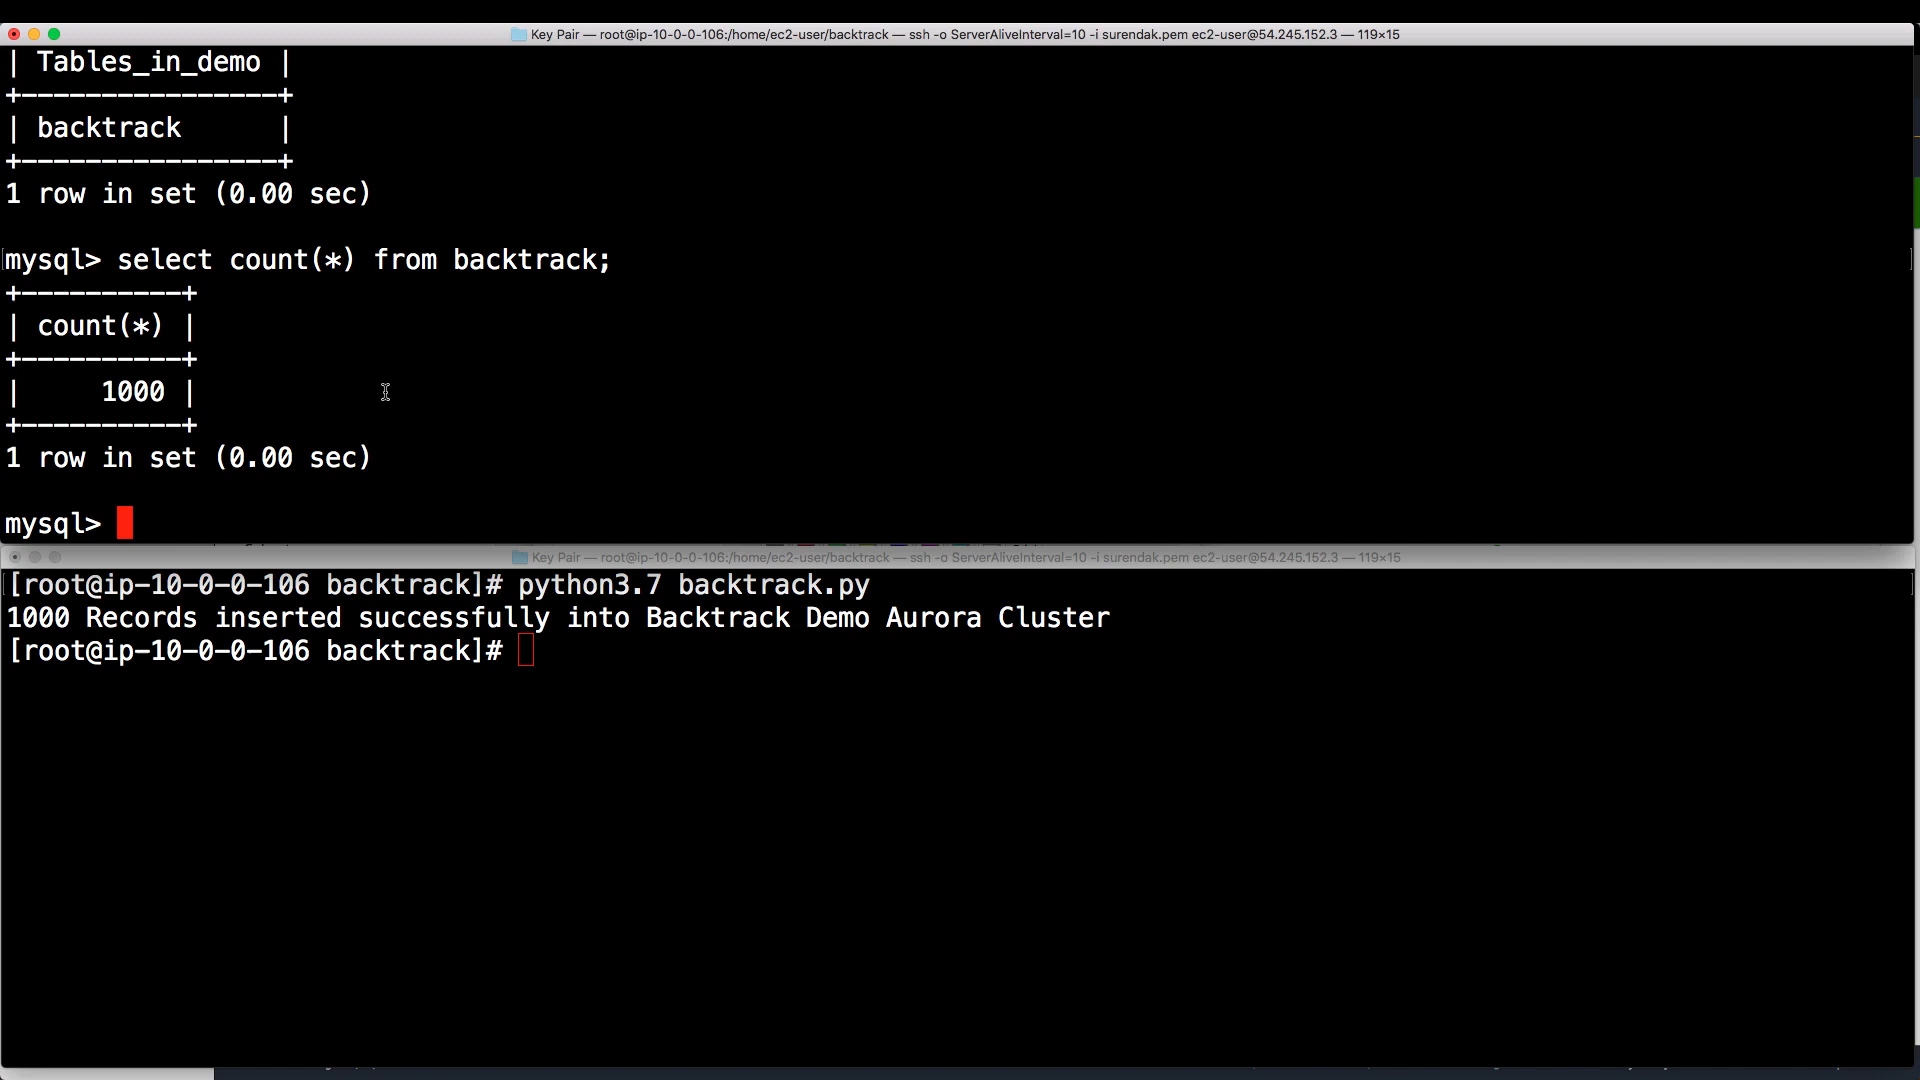 Key Pair — root@ip-10-0-0-106:/home/ec2-user/backtrack — ssh -o ServerAliveInterval=10 -i surendak.pem ec2-user@54.245.152.3 — 119×15
| Tables_in_demo |
+----------------+
| backtrack      |
+----------------+
1 row in set (0.00 sec)
[mysql> select count(*) from backtrack; ]
+----------+
| count(*) |
+----------+
|     1000 |
+----------+
1 row in set (0.00 sec)
mysql>
Key Pair — root@ip-10-0-0-106:/home/ec2-user/backtrack — ssh -o ServerAliveInterval=10 -i surendak.pem ec2-user@54.245.152.3 — 119×15
[[root@ip-10-0-0-106 backtrack]# python3.7 backtrack.py ]
1000 Records inserted successfully into Backtrack Demo Aurora Cluster
[root@ip-10-0-0-106 backtrack]#